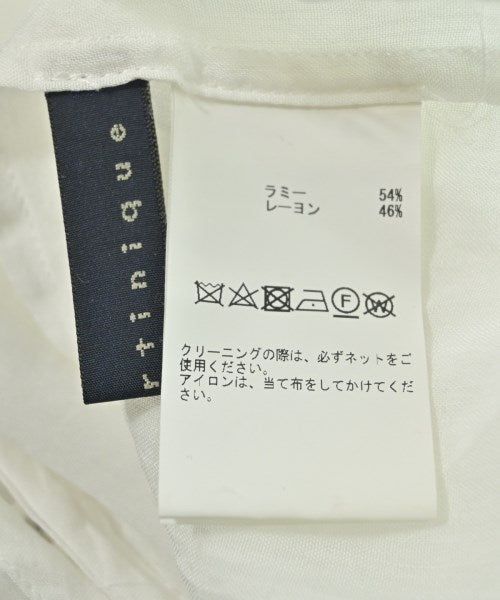 rtinique
ラミー 54%
レーヨン 46%
F
W
クリーニングの際は、必ずネットをご
使用ください。
アイロンは、当て布をしてかけてくだ
さい。